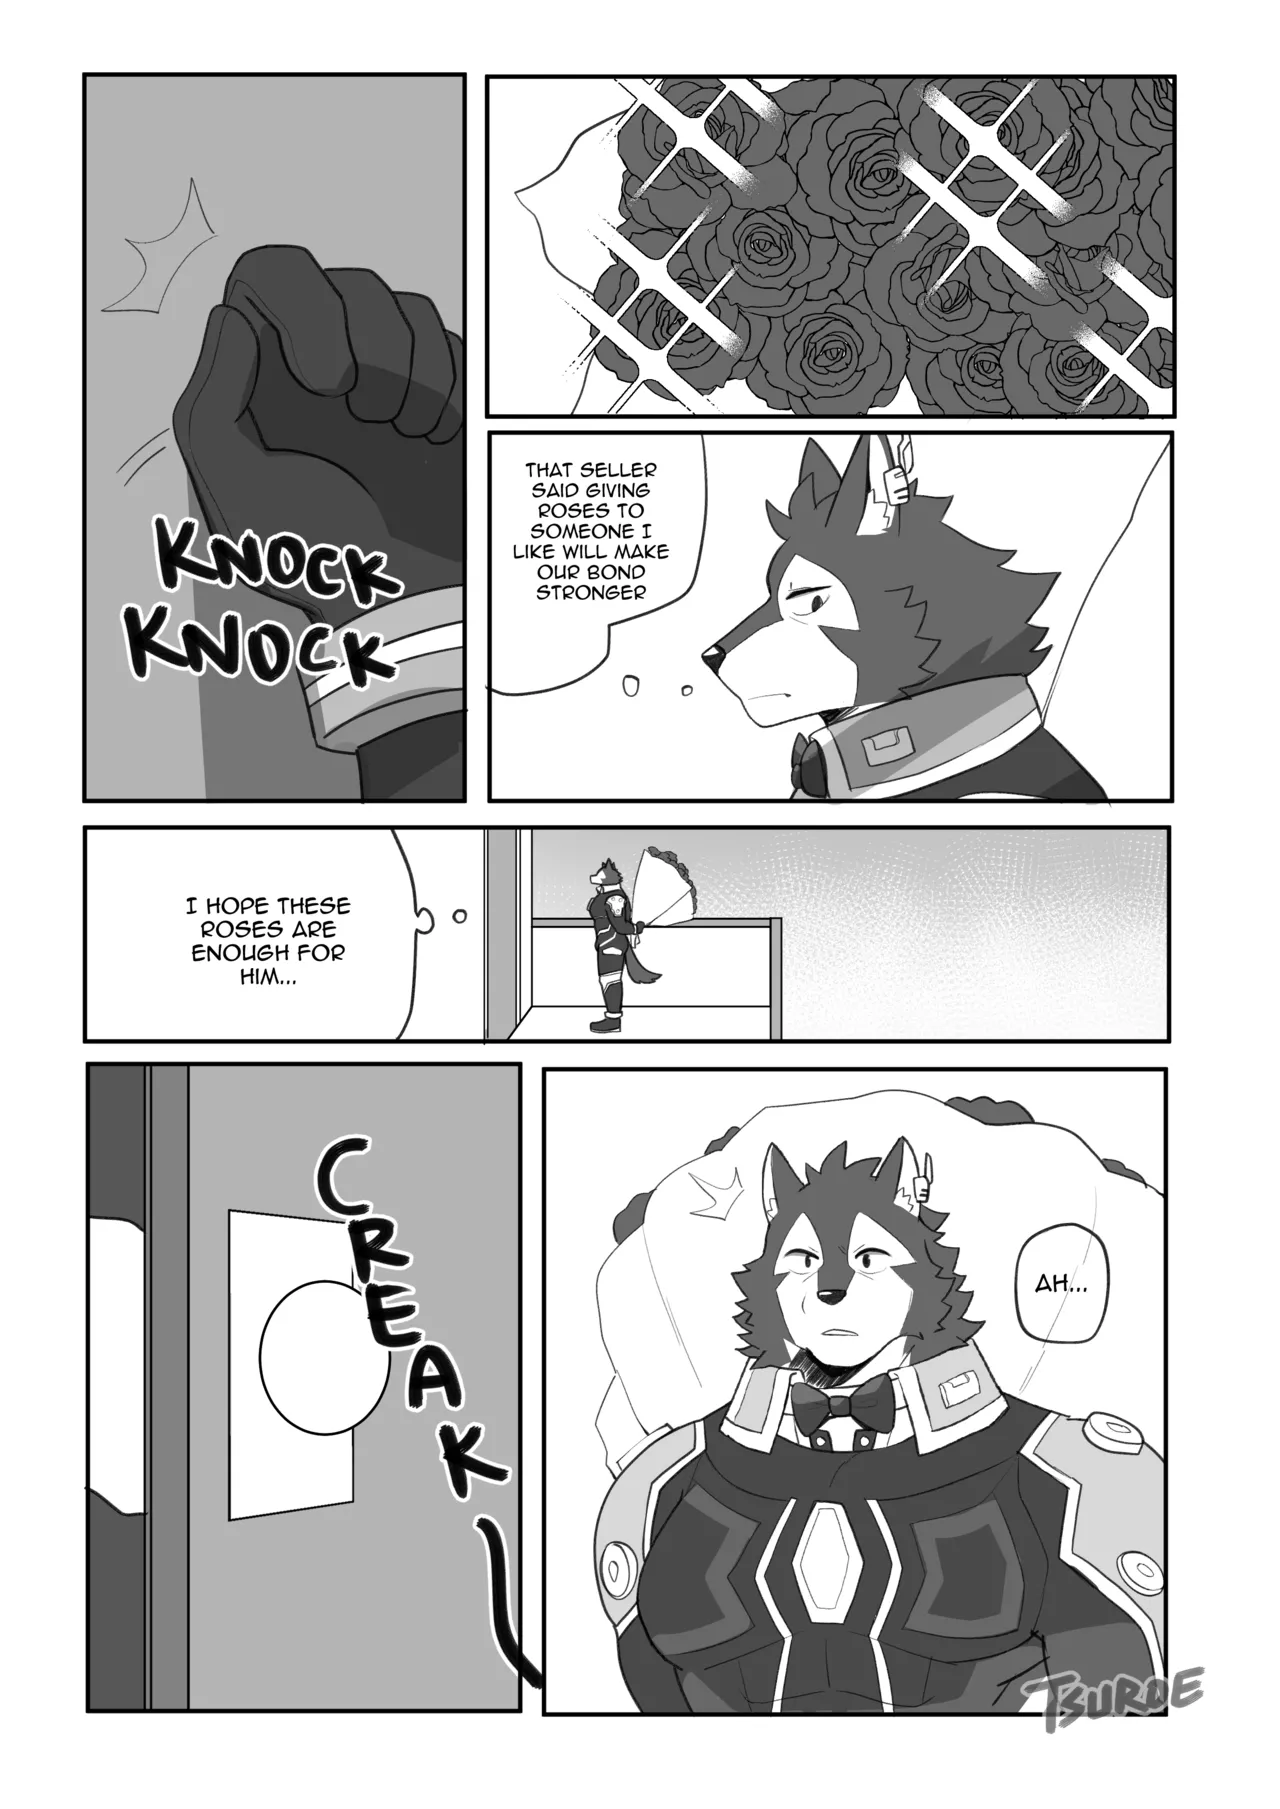 KNOCK
KNOCK
THAT SELLER
SAID GIVING
ROSES TO
SOMEONE I
LIKE WILL MAKE
OUR BOND
STRONGER
I HOPE THESE
ROSES ARE
ENOUGH FOR
HIM...
CREAK
AH...
TSUROE